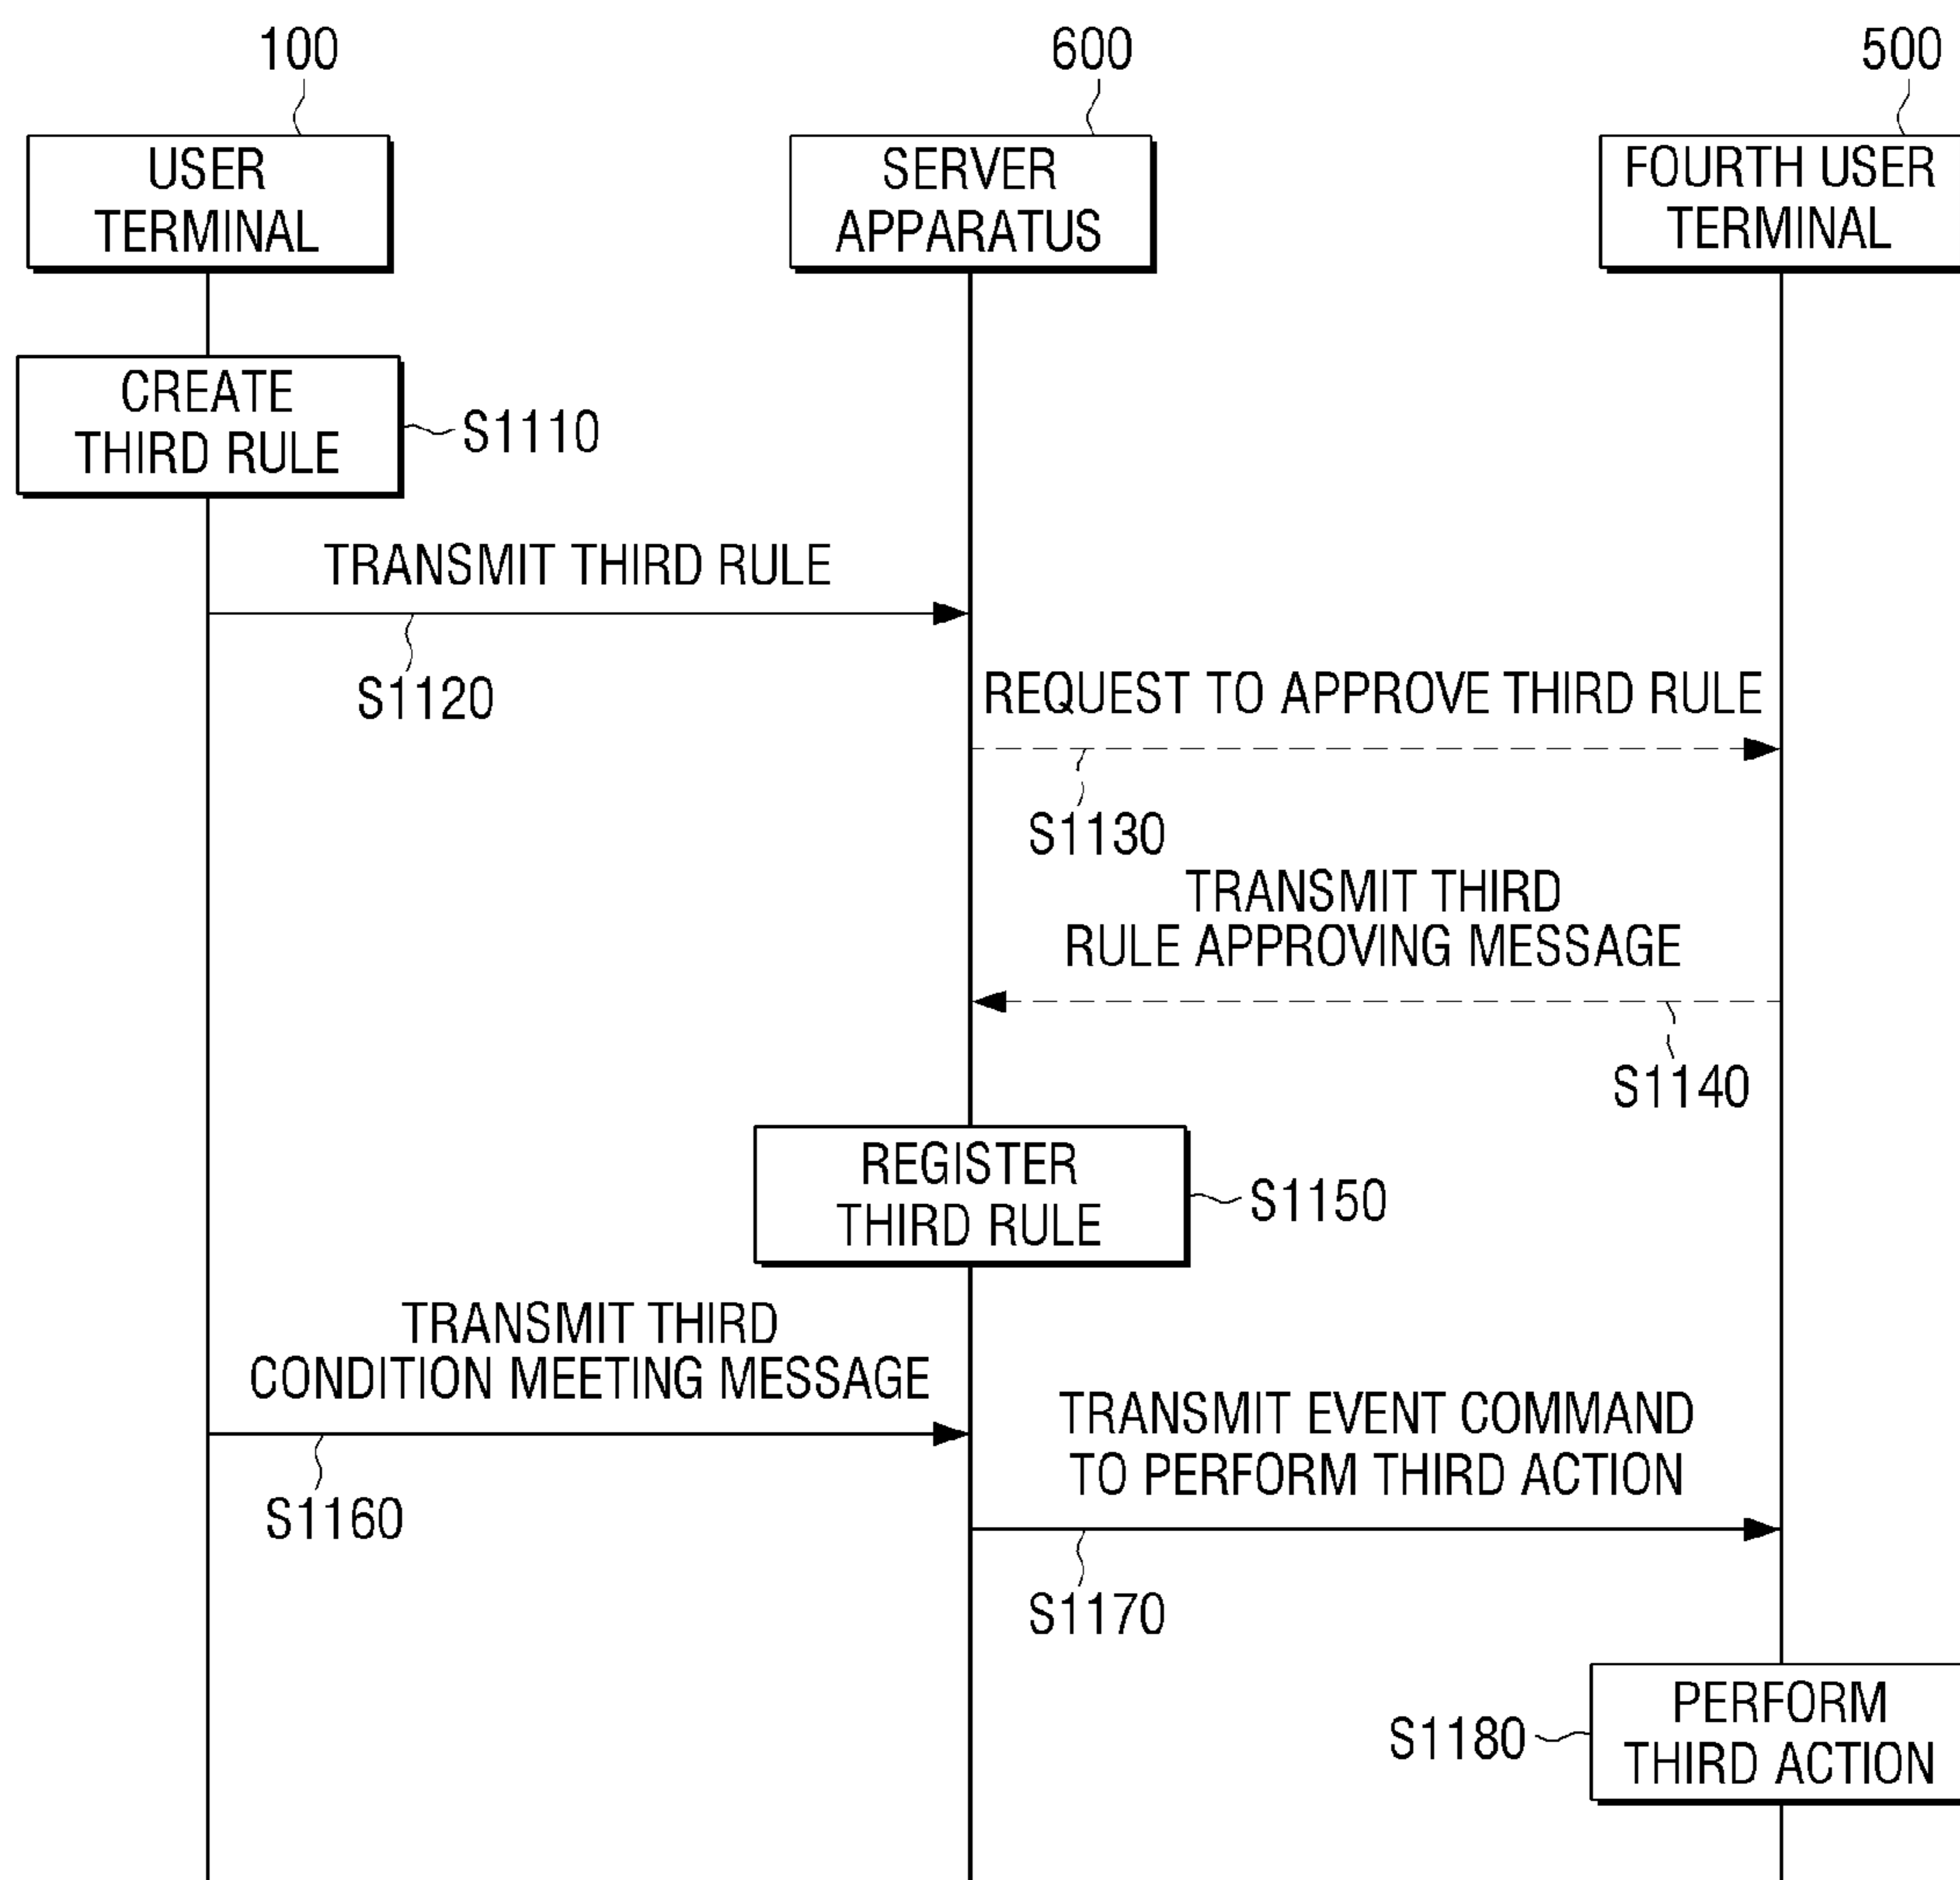 100
600
500
USER
TERMINAL
SERVER
APPARATUS
FOURTH USER
TERMINAL
CREATE
THIRD RULE
S1110
TRANSMIT THIRD RULE
S1120
REQUEST TO APPROVE THIRD RULE
S1130
TRANSMIT THIRD
RULE APPROVING MESSAGE
S1140
REGISTER
THIRD RULE
S1150
TRANSMIT THIRD
CONDITION MEETING MESSAGE
S1160
TRANSMIT EVENT COMMAND
TO PERFORM THIRD ACTION
S1170
PERFORM
THIRD ACTION
S1180